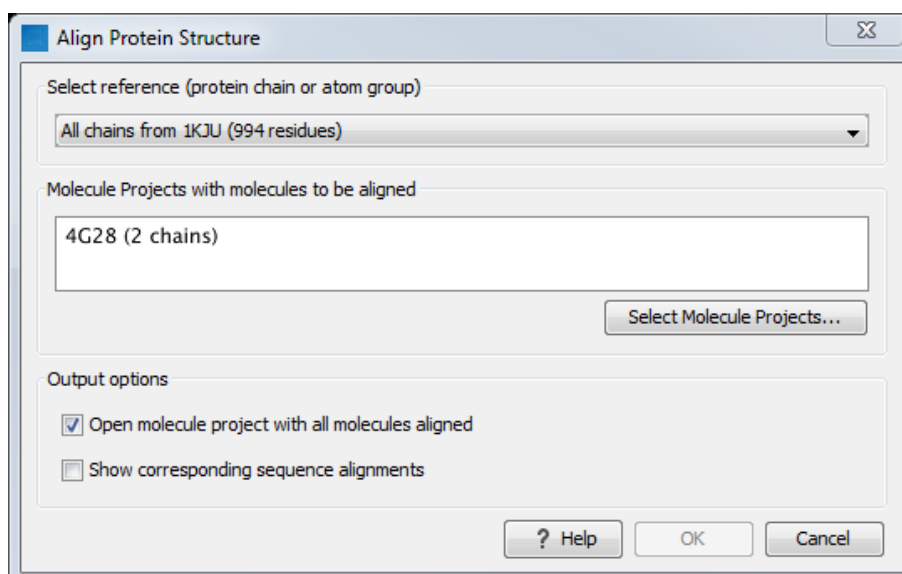 Align Protein Structure
Select reference (protein chain or atom group)
All chains from 1KJU (994 residues)
Molecule Projects with molecules to be aligned
4G28 (2 chains)
Select Molecule Projects...
Output options
Open molecule project with all molecules aligned
Show corresponding sequence alignments
? Help OK Cancel